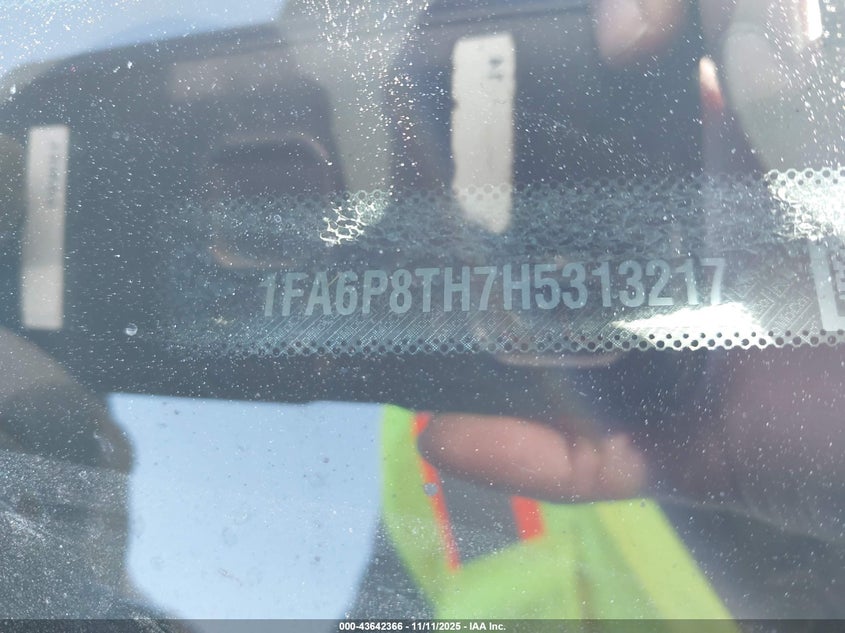 1FA6P8TH7H5313217
000-43642366 - 11/11/2025 - IAA Inc.